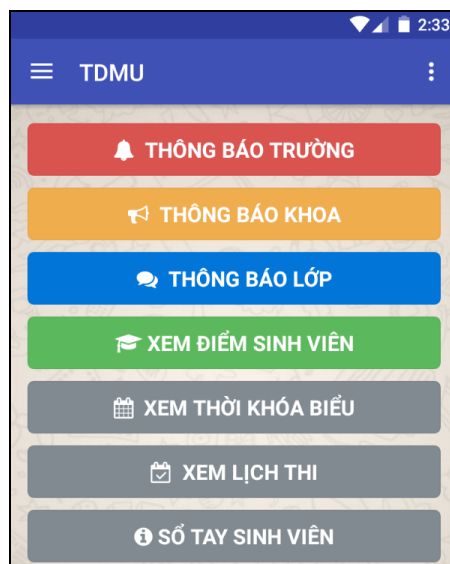 2:33
TDMU
THÔNG BÁO TRƯỜNG
THÔNG BÁO KHOA
THÔNG BÁO LỚP
XEM ĐIỂM SINH VIÊN
XEM THỜI KHÓA BIỂU
XEM LỊCH THI
SỔ TAY SINH VIÊN